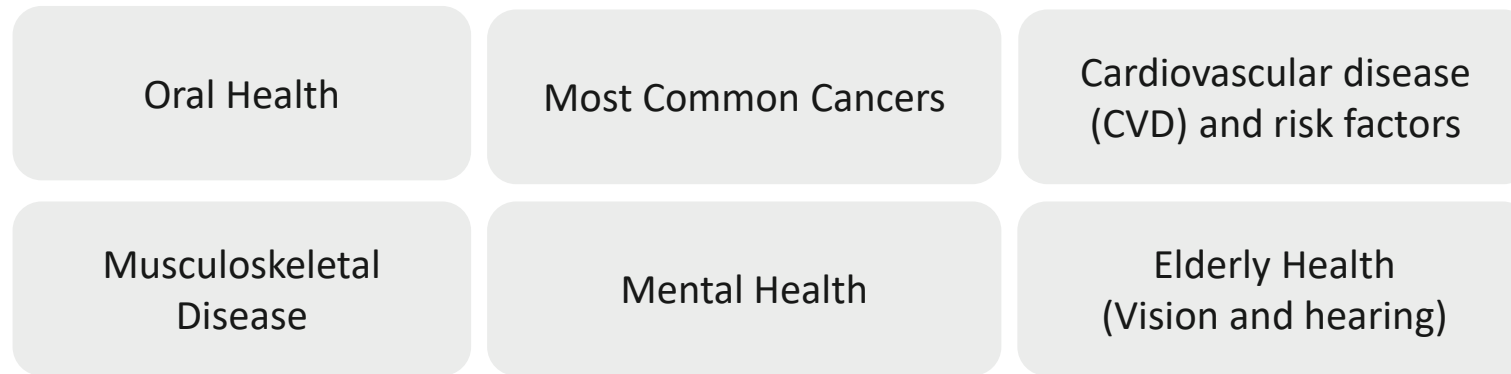 Oral Health
Most Common Cancers
Cardiovascular disease
(CVD) and risk factors
Musculoskeletal
Disease
Mental Health
Elderly Health
(Vision and hearing)